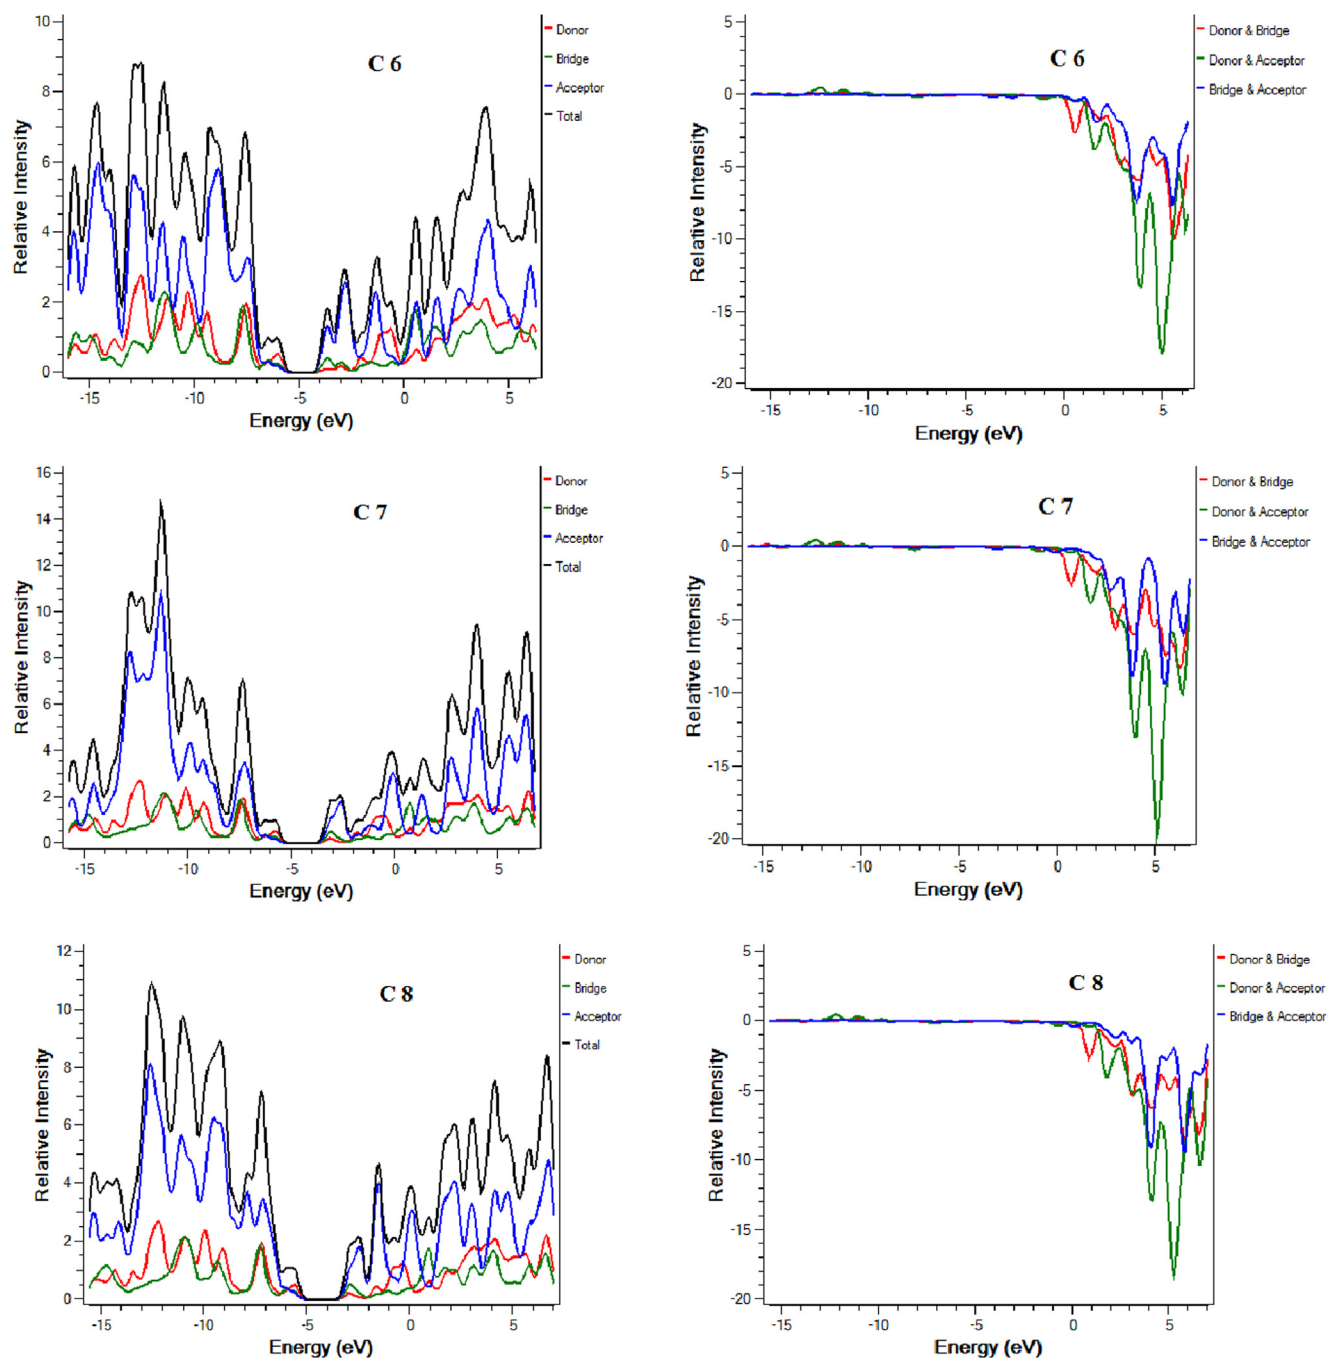 10
8
6
4
2
0
Relative Intensity
C 6
Donor
Bridge
Acceptor
Total
-15
-10
-5
0
5
Energy (eV)
5
0
-5
-10
-15
-20
Relative Intensity
C 6
Donor & Bridge
Donor & Acceptor
Bridge & Acceptor
-15
-10
-5
0
5
Energy (eV)
16
14
12
10
8
6
4
2
0
Relative Intensity
C 7
Donor
Bridge
Acceptor
Total
-15
-10
-5
0
5
Energy (eV)
5
0
-5
-10
-15
-20
Relative Intensity
C 7
Donor & Bridge
Donor & Acceptor
Bridge & Acceptor
-15
-10
-5
0
5
Energy (eV)
12
10
8
6
4
2
0
Relative Intensity
C 8
Donor
Bridge
Acceptor
Total
-15
-10
-5
0
5
Energy (eV)
5
0
-5
-10
-15
-20
Relative Intensity
C 8
Donor & Bridge
Donor & Acceptor
Bridge & Acceptor
-15
-10
-5
0
5
Energy (eV)